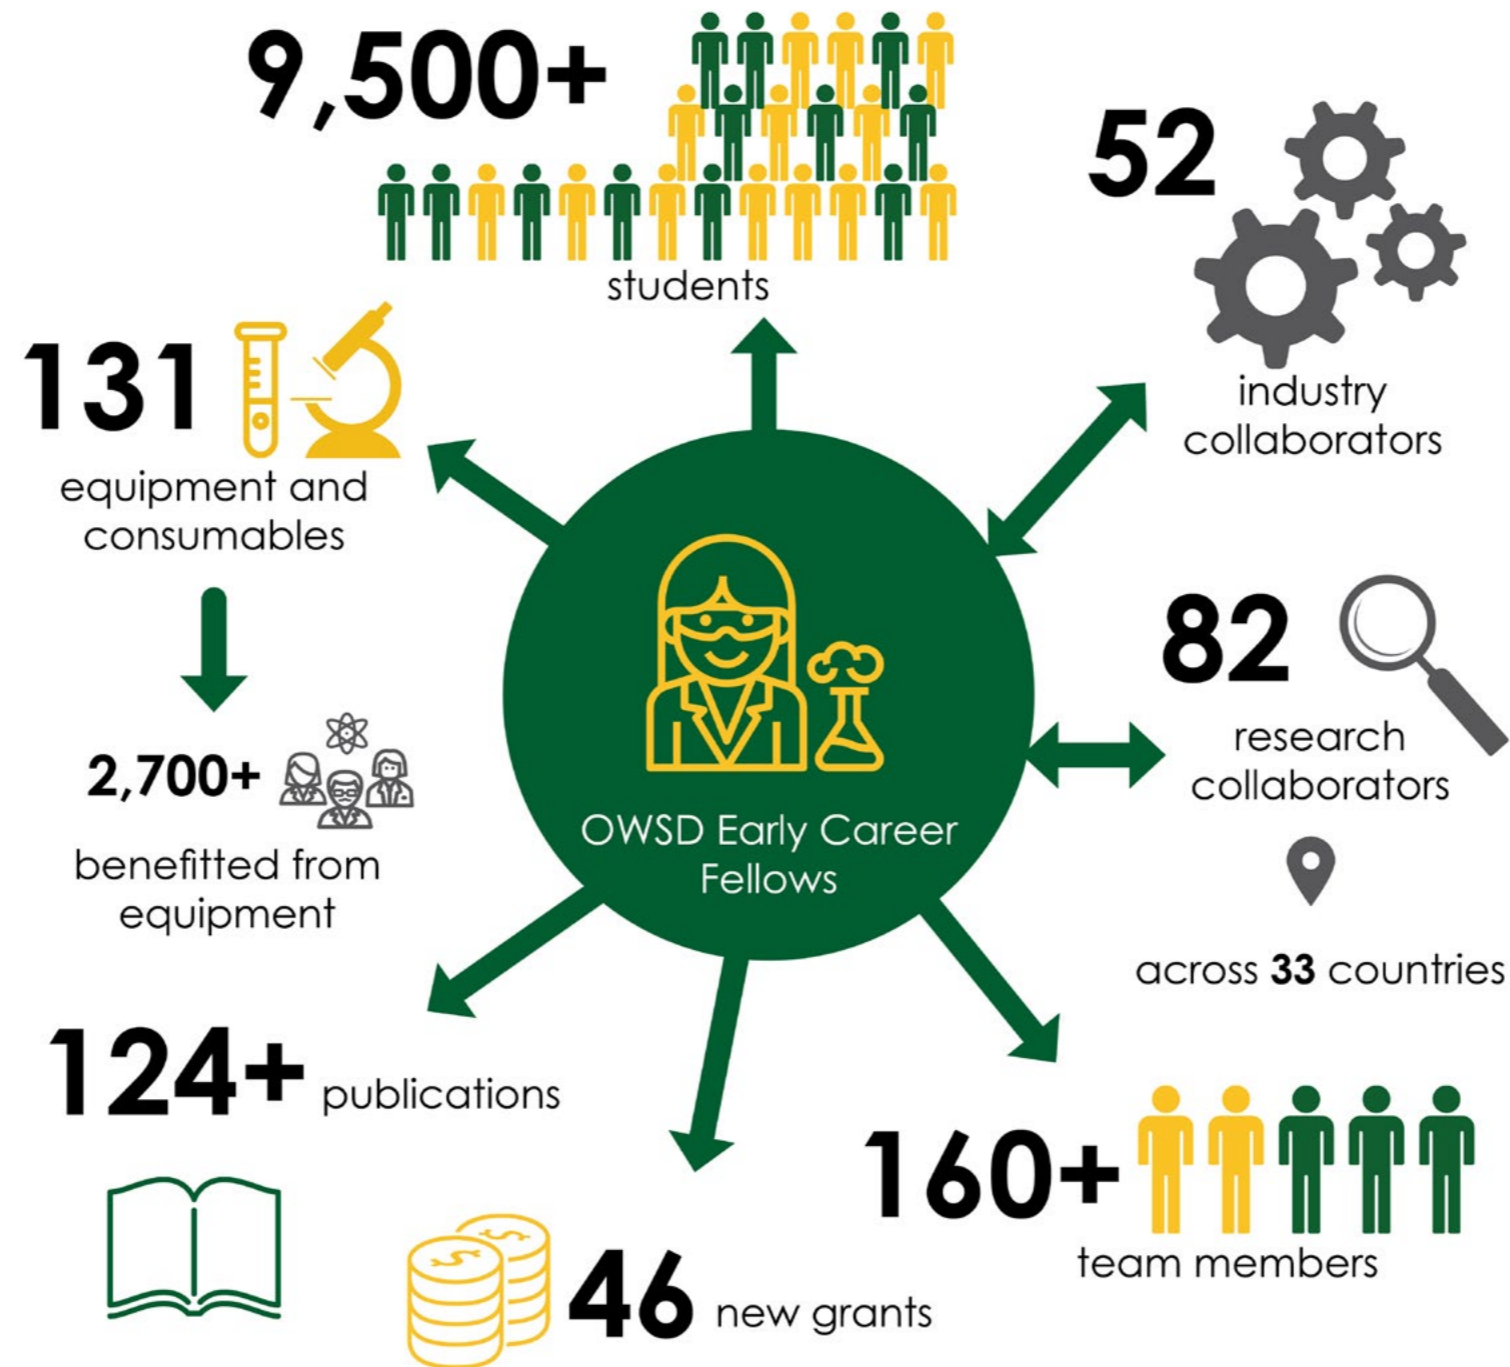 9,500+
students
52
industry
collaborators
131
equipment and
consumables
2,700+
benefitted from
equipment
OWSD Early Career
Fellows
82
research
collaborators
across 33 countries
124+ publications
160+
team members
46 new grants